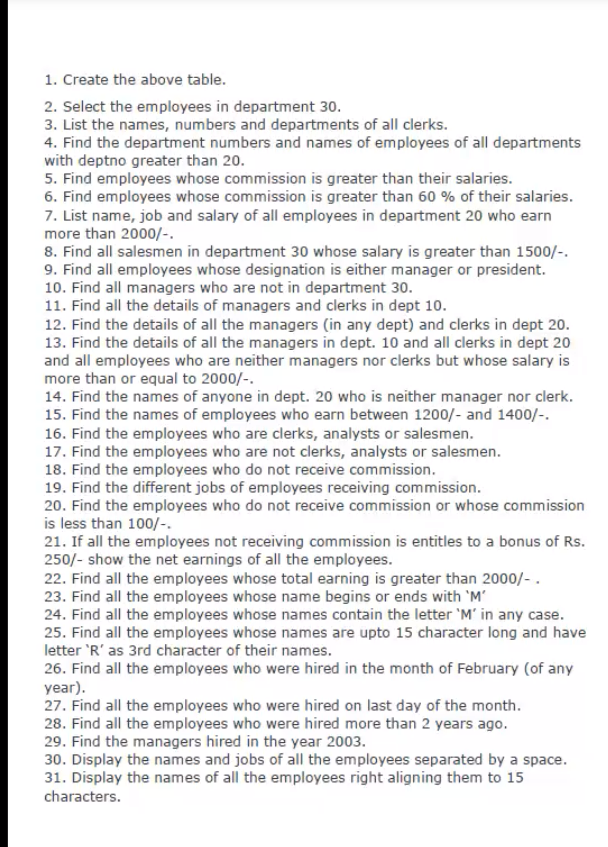 1. Create the above table.
2. Select the employees in department 30.
3. List the names, numbers and departments of all clerks.
4. Find the department numbers and names of employees of all departments
with deptno greater than 20.
5. Find employees whose commission is greater than their salaries.
6. Find employees whose commission is greater than 60 % of their salaries.
7. List name, job and salary of all employees in department 20 who earn
more than 2000/-.
8. Find all salesmen in department 30 whose salary is greater than 1500/-.
9. Find all employees whose designation is either manager or president.
10. Find all managers who are not in department 30.
11. Find all the details of managers and clerks in dept 10.
12. Find the details of all the managers (in any dept) and clerks in dept 20.
13. Find the details of all the managers in dept. 10 and all clerks in dept 20
and all employees who are neither managers nor clerks but whose salary is
more than or equal to 2000/-.
14. Find the names of anyone in dept. 20 who is neither manager nor clerk.
15. Find the names of employees who earn between 1200/- and 1400/-.
16. Find the employees who are clerks, analysts or salesmen.
17. Find the employees who are not clerks, analysts or salesmen.
18. Find the employees who do not receive commission.
19. Find the different jobs of employees receiving commission.
20. Find the employees who do not receive commission or whose commission
is less than 100/-.
21. If all the employees not receiving commission is entitles to a bonus of Rs.
250/- show the net earnings of all the employees.
22. Find all the employees whose total earning is greater than 2000/- .
23. Find all the employees whose name begins or ends with ‘M’
24. Find all the employees whose names contain the letter ‘M’ in any case.
25. Find all the employees whose names are upto 15 character long and have
letter ‘R’ as 3rd character of their names.
26. Find all the employees who were hired in the month of February (of any
year).
27. Find all the employees who were hired on last day of the month.
28. Find all the employees who were hired more than 2 years ago.
29. Find the managers hired in the year 2003.
30. Display the names and jobs of all the employees separated by a space.
31. Display the names of all the employees right aligning them to 15
characters.